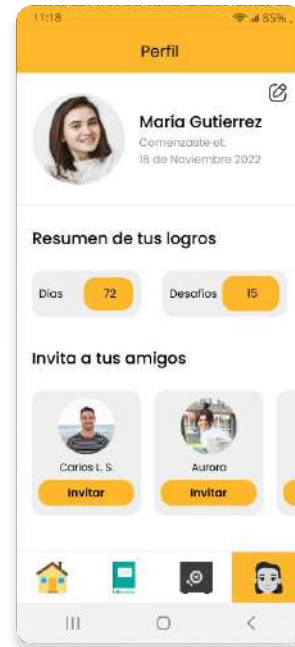 11:18
85%
Perfil
María Gutierrez
Comenzaste el:
18 de Noviembre 2022
Resumen de tus logros
Días 72 Desafíos 15
Invita a tus amigos
Carlos L. S. Aurora
Invitar Invitar